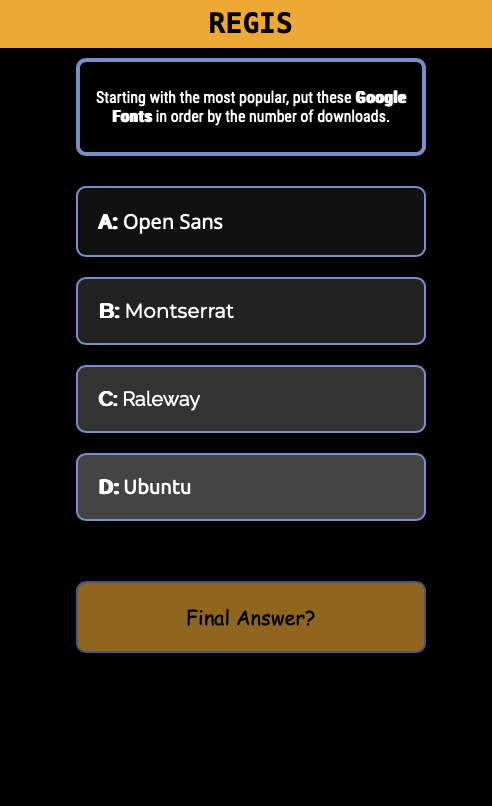 REGIS
Starting with the most popular, put these Google
Fonts in order by the number of downloads.
A: Open Sans
B: Montserrat
C: Raleway
D: Ubuntu
Final Answer?